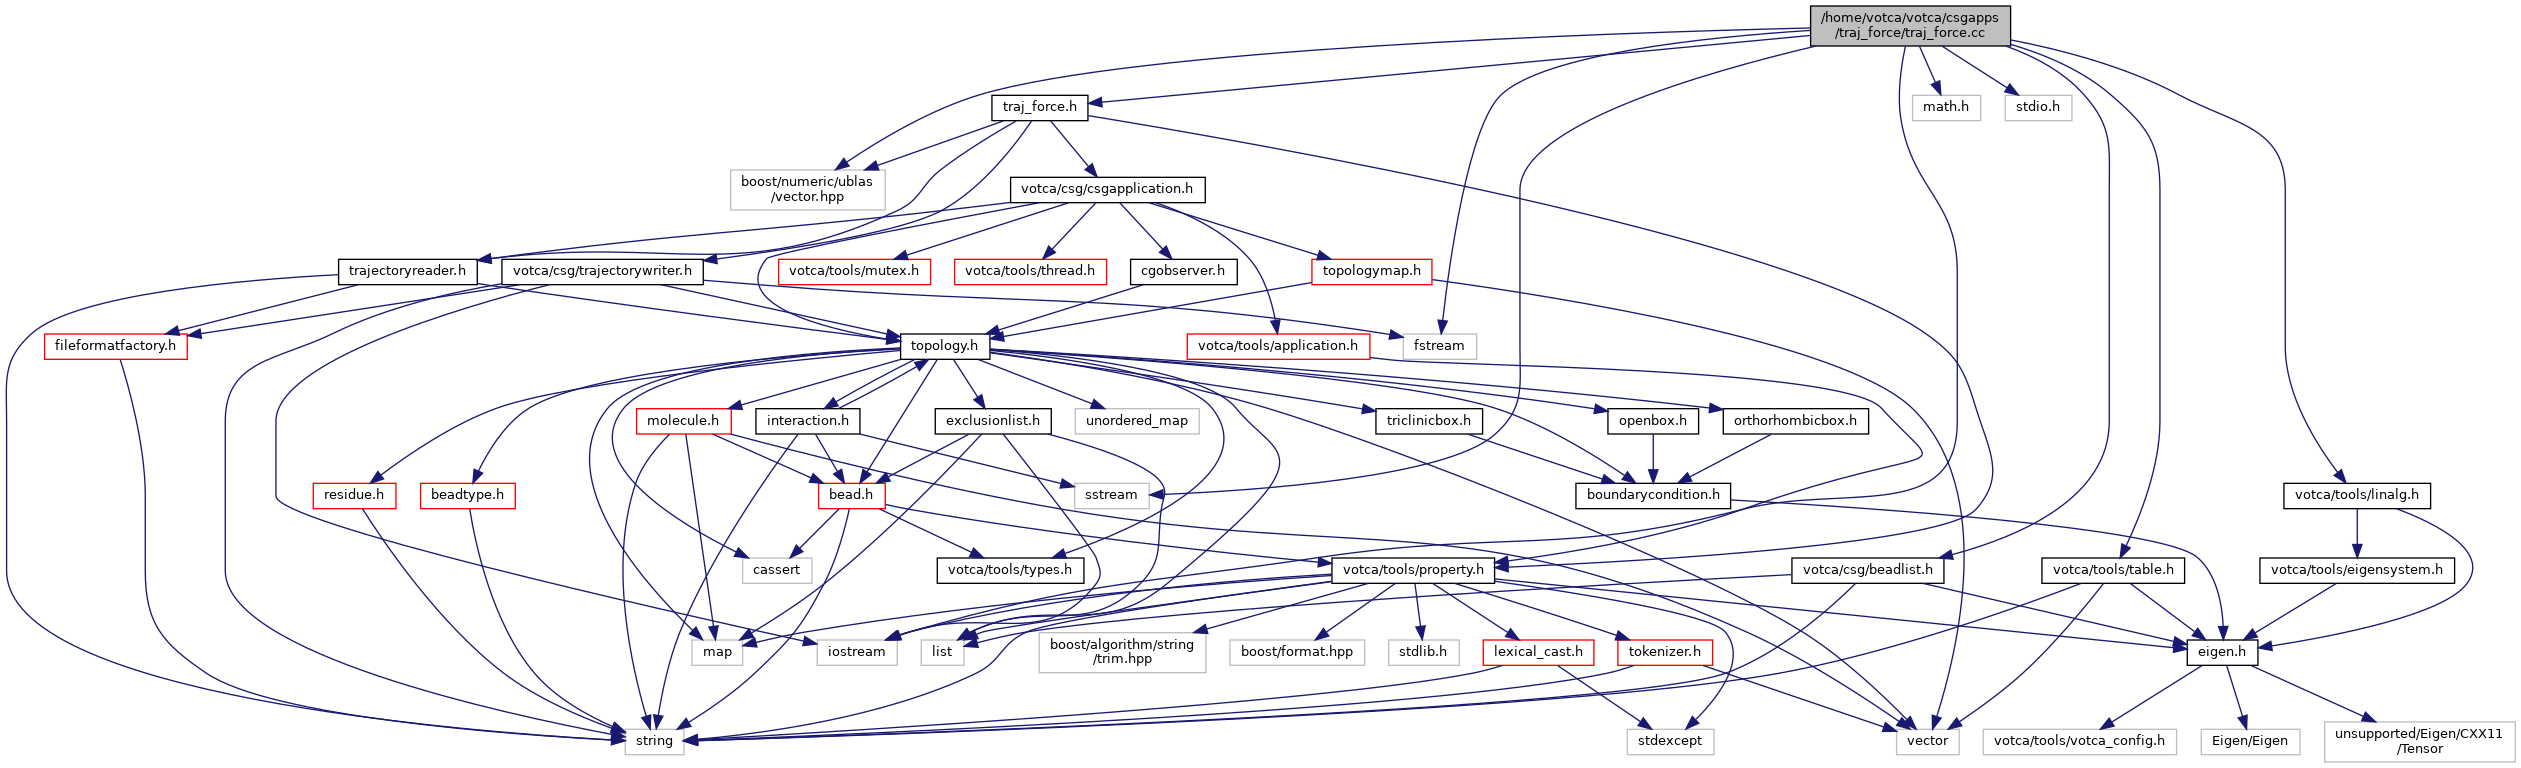 /home/votca/votca/csgapps
/traj_force/traj_force.cc
traj_force.h
math.h
stdio.h
boost/numeric/ublas
/vector.hpp
votca/csg/csgapplication.h
trajectoryreader.h
votca/csg/trajectorywriter.h
votca/tools/mutex.h
votca/tools/thread.h
cgobserver.h
topologymap.h
fileformatfactory.h
topology.h
votca/tools/application.h
fstream
molecule.h
interaction.h
exclusionlist.h
unordered_map
triclinicbox.h
openbox.h
orthorhombicbox.h
residue.h
beadtype.h
bead.h
sstream
boundarycondition.h
votca/tools/linalg.h
cassert
votca/tools/types.h
votca/tools/property.h
votca/csg/beadlist.h
votca/tools/table.h
votca/tools/eigensystem.h
map
iostream
list
boost/algorithm/string
/trim.hpp
boost/format.hpp
stdlib.h
lexical_cast.h
tokenizer.h
eigen.h
string
stdexcept
vector
votca/tools/votca_config.h
Eigen/Eigen
unsupported/Eigen/CXX11
/Tensor